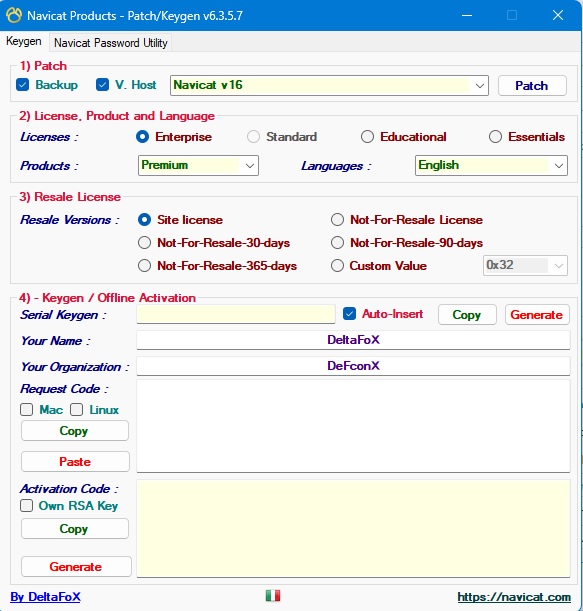 Navicat Products - Patch/Keygen v6.3.5.7
Keygen Navicat Password Utility
1) Patch
Backup V. Host Navicat v16 Patch
2) License, Product and Language
Licenses : Enterprise Standard Educational Essentials
Products : Premium Languages : English
3) Resale License
Resale Versions : Site license Not-For-Resale License
Not-For-Resale-30-days Not-For-Resale-90-days
Not-For-Resale-365-days Custom Value 0x32
4) - Keygen / Offline Activation
Serial Keygen : Auto-Insert Copy Generate
Your Name : DeltaFoX
Your Organization : DeFconX
Request Code :
Mac Linux
Copy
Paste
Activation Code :
Own RSA Key
Copy
Generate
By DeltaFoX https://navicat.com